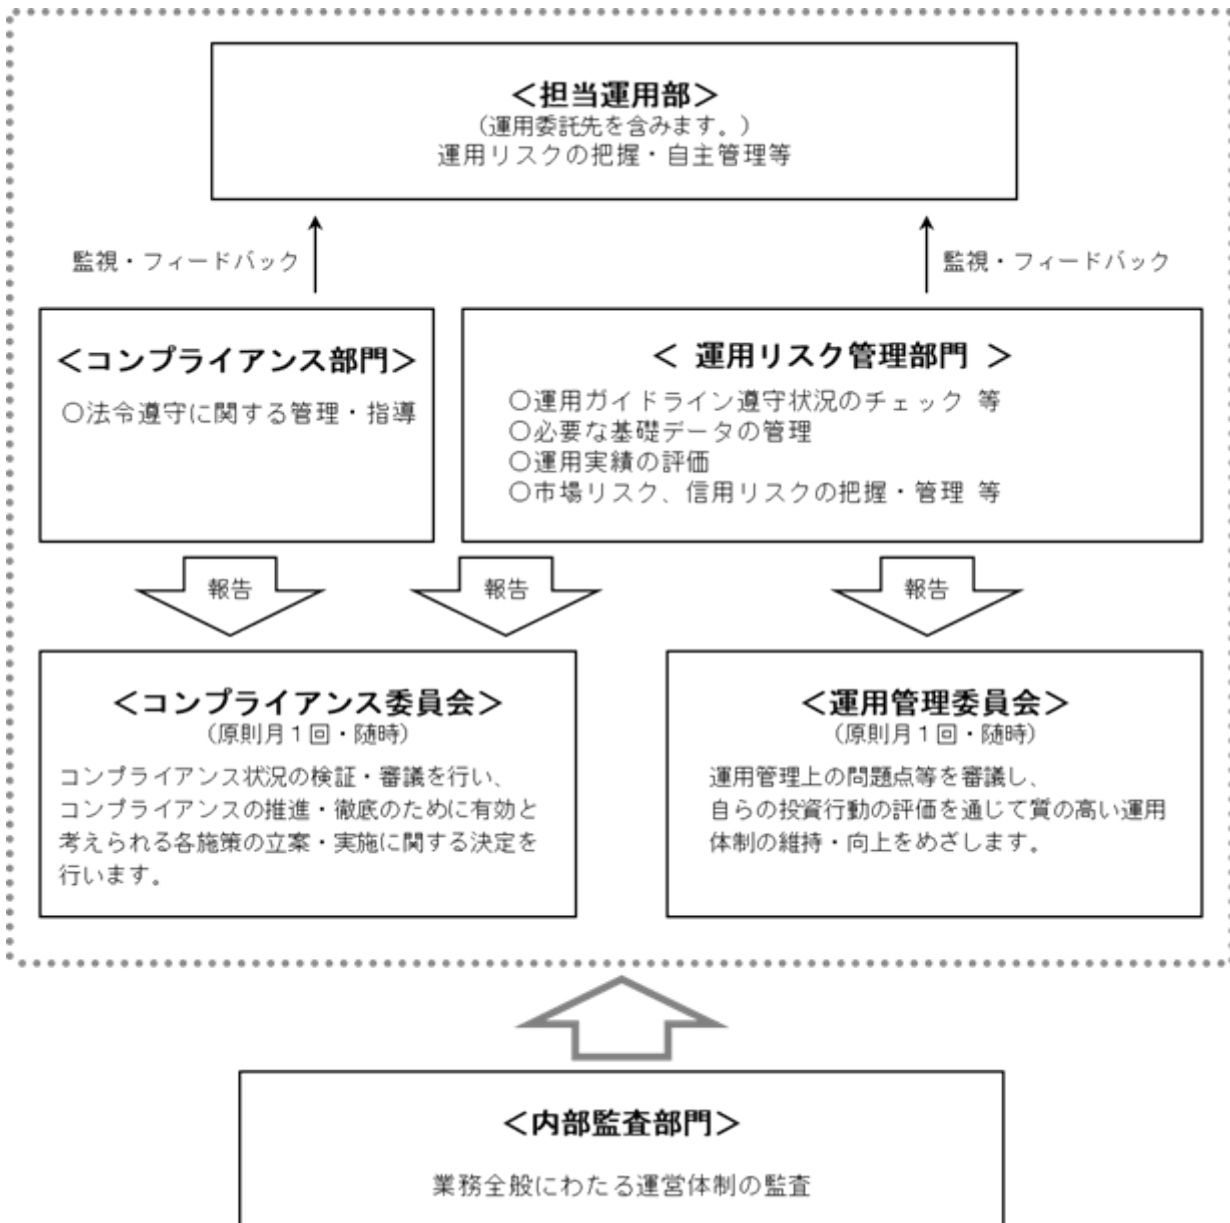 ＜担当運用部＞
（運用委託先を含みます。）
運用リスクの把握・自主管理等
監視・フィードバック
監視・フィードバック
＜コンプライアンス部門＞
○法令遵守に関する管理・指導
＜ 運用リスク管理部門 ＞
○運用ガイドライン遵守状況のチェック 等
○必要な基礎データの管理
○運用実績の評価
○市場リスク、信用リスクの把握・管理 等
報告
報告
報告
＜コンプライアンス委員会＞
（原則月１回・随時）
コンプライアンス状況の検証・審議を行い、
コンプライアンスの推進・徹底のために有効と
考えられる各施策の立案・実施に関する決定を
行います。
＜運用管理委員会＞
（原則月１回・随時）
運用管理上の問題点等を審議し、
自らの投資行動の評価を通じて質の高い運用
体制の維持・向上をめざします。
＜内部監査部門＞
業務全般にわたる運営体制の監査